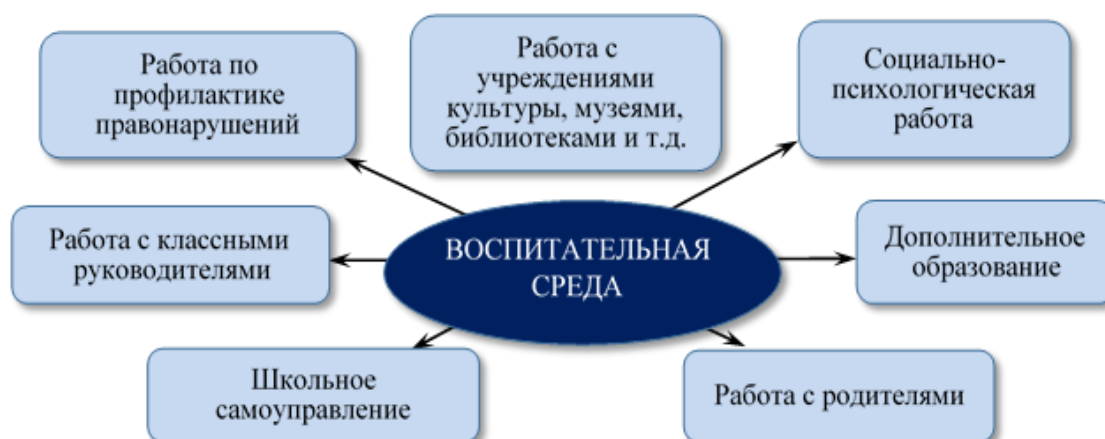 Работа по
профилактике
правонарушений
Работа с
учреждениями
культуры, музеями,
библиотеками и т.д.
Социально-
психологическая
работа
Работа с классными
руководителями
ВОСПИТАТЕЛЬНАЯ
СРЕДА
Дополнительное
образование
Школьное
самоуправление
Работа с родителями